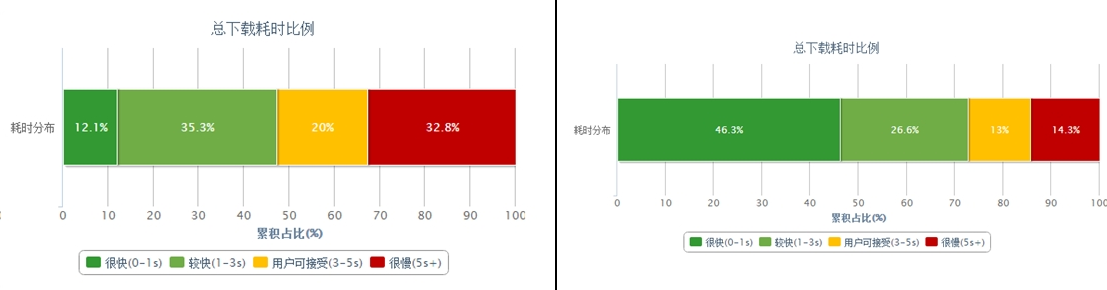 总下载耗时比例
耗时分布
12.1% 35.3% 20% 32.8%
0 10 20 30 40 50 60 70 80 90 100
累积占比(%)
很快(0-1s) 较快(1-3s) 用户可接受(3-5s) 很慢(5s+)
总下载耗时比例
耗时分布
46.3% 26.6% 13% 14.3%
0 10 20 30 40 50 60 70 80 90 100
累积占比(%)
很快(0-1s) 较快(1-3s) 用户可接受(3-5s) 很慢(5s+)